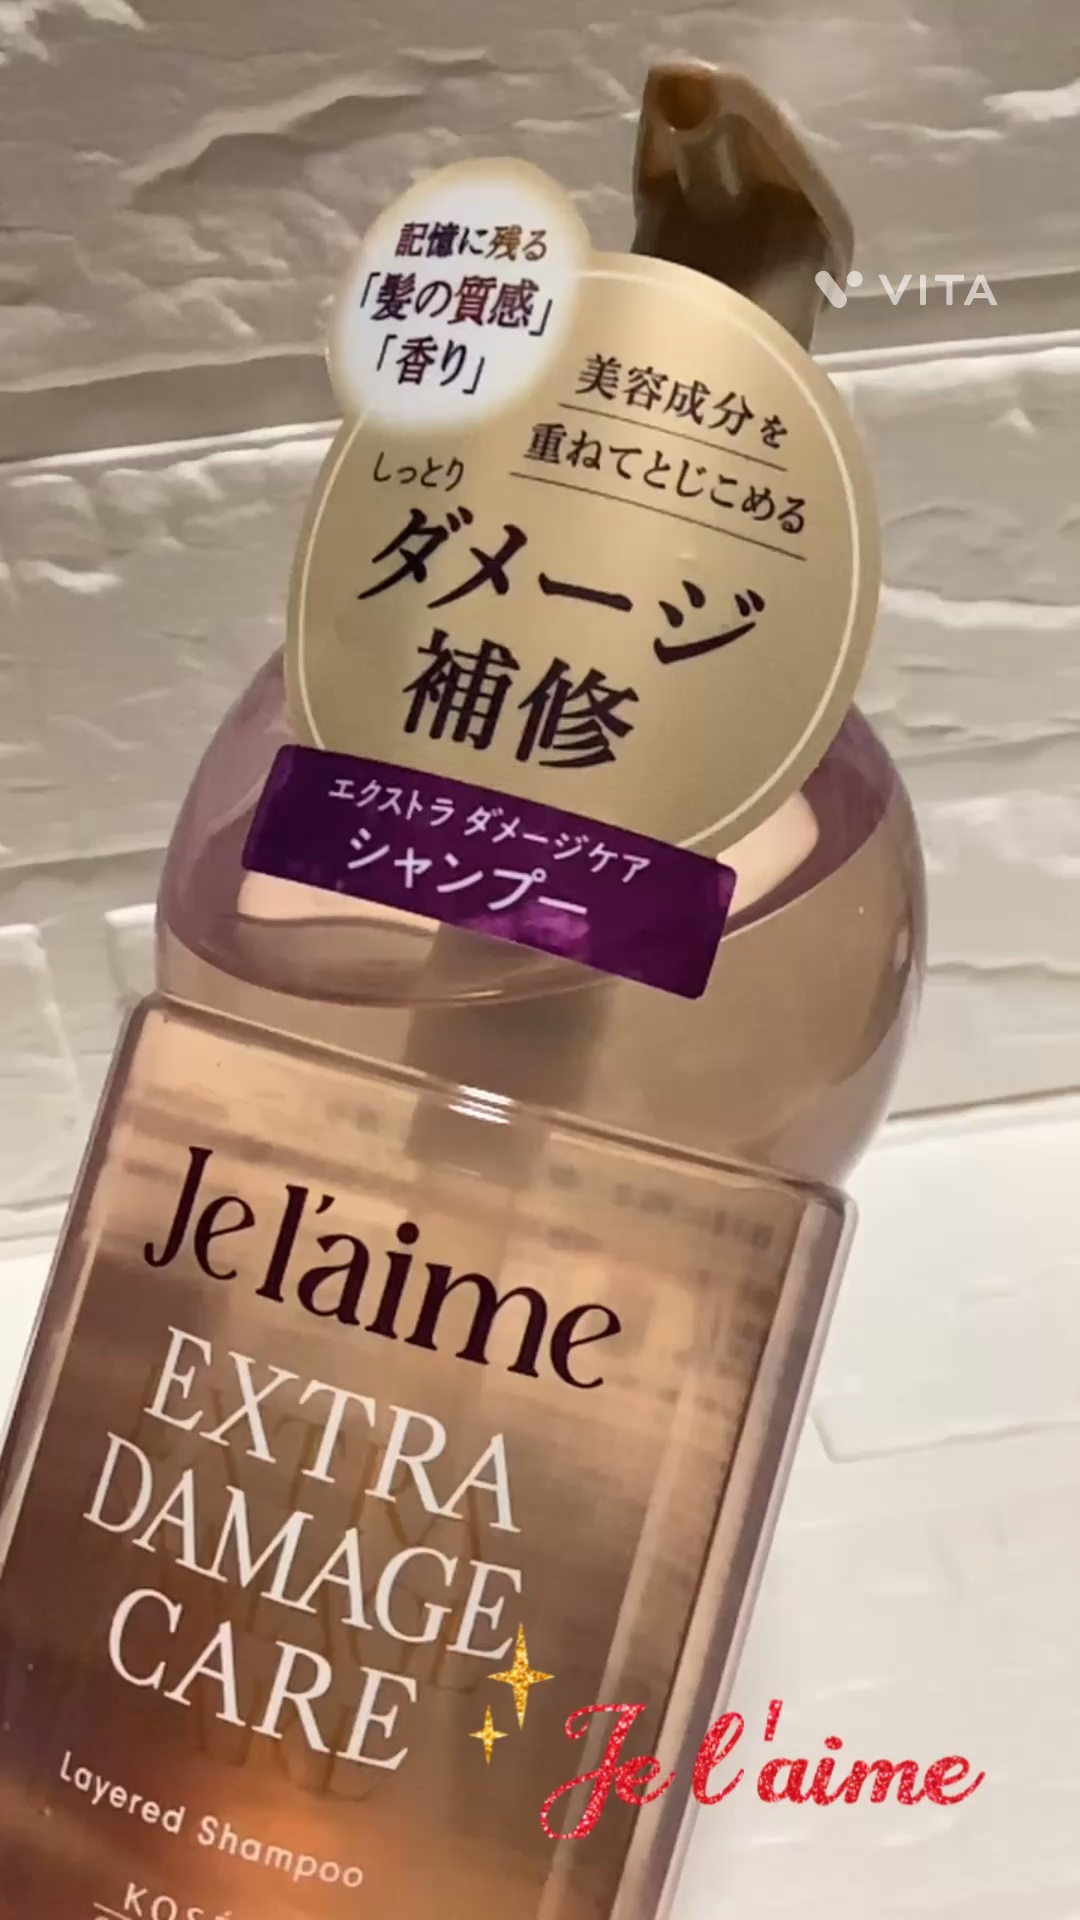 記憶に残る
「髪の質感」
「香り」
VITA
美容成分を
重ねてとじこめる
しっとり
ダメージ
補修
エクストラ ダメージケア
シャンプー
Je l'aime
EXTRA
DAMAGE
CARE
Layered Shampoo
KOSÉ
Je l'aime